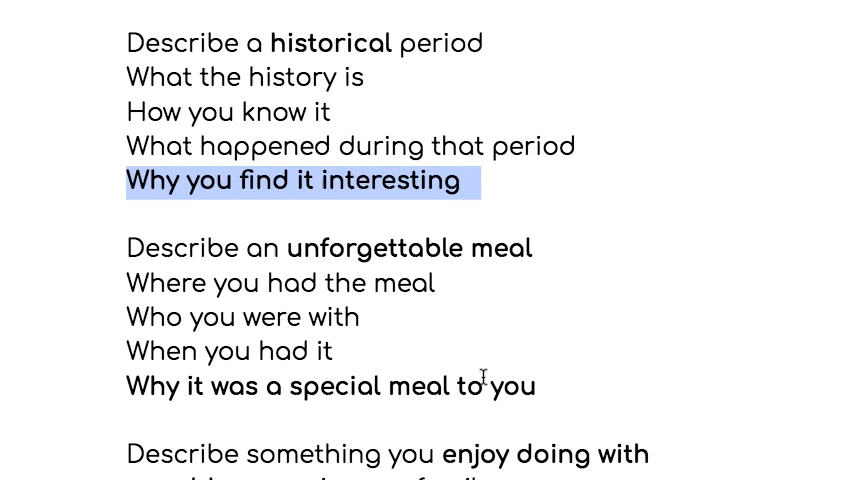 Describe a historical period
What the history is
How you know it
What happened during that period
Why you find it interesting
Describe an unforgettable meal
Where you had the meal
Who you were with
When you had it
Why it was a special meal to you
Describe something you enjoy doing with